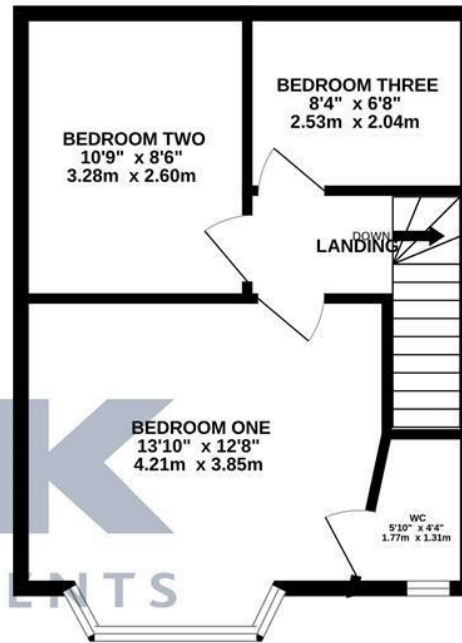 BEDROOM THREE
8'4" x 6'8"
2.53m x 2.04m
BEDROOM TWO
10'9" x 8'6"
3.28m x 2.60m
DOWN
LANDING
BEDROOM ONE
13'10" x 12'8"
4.21m x 3.85m
WC
5'10" x 4'4"
1.77m x 1.31m
K
ENTS